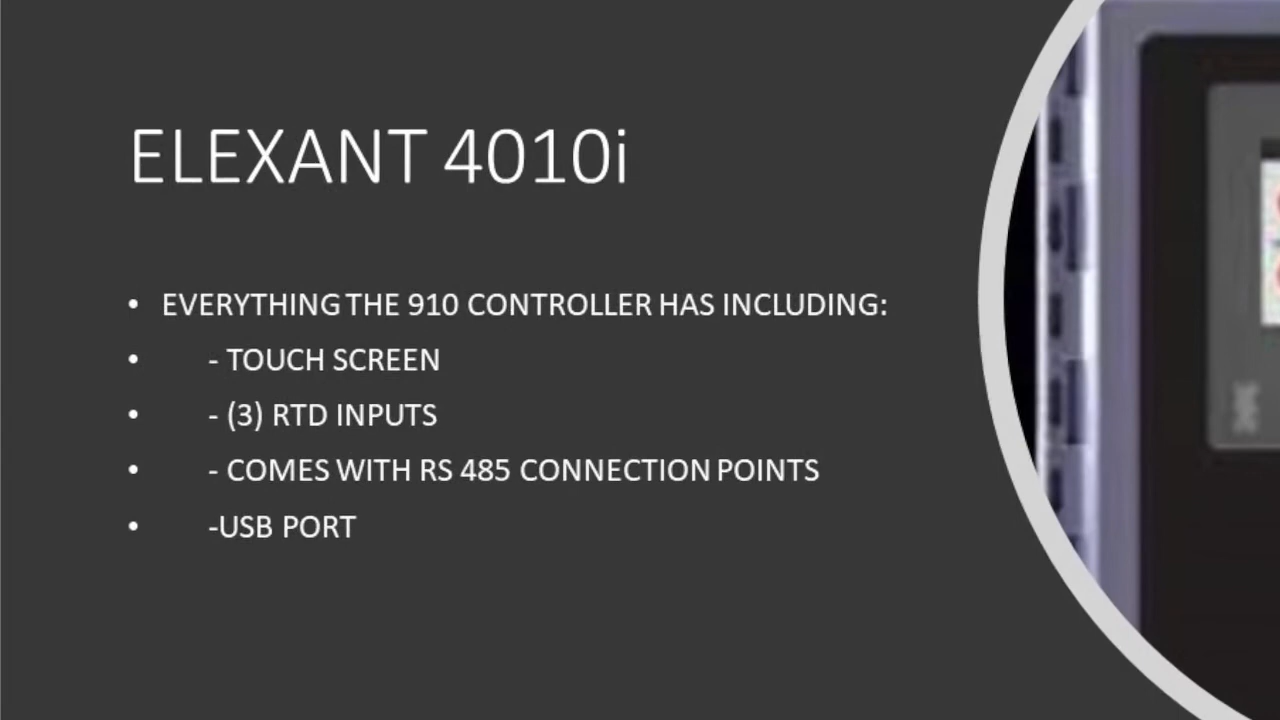 ELEXANT 4010i
• EVERYTHING THE 910 CONTROLLER HAS INCLUDING:
• - TOUCH SCREEN
• - (3) RTD INPUTS
• - COMES WITH RS 485 CONNECTION POINTS
• -USB PORT